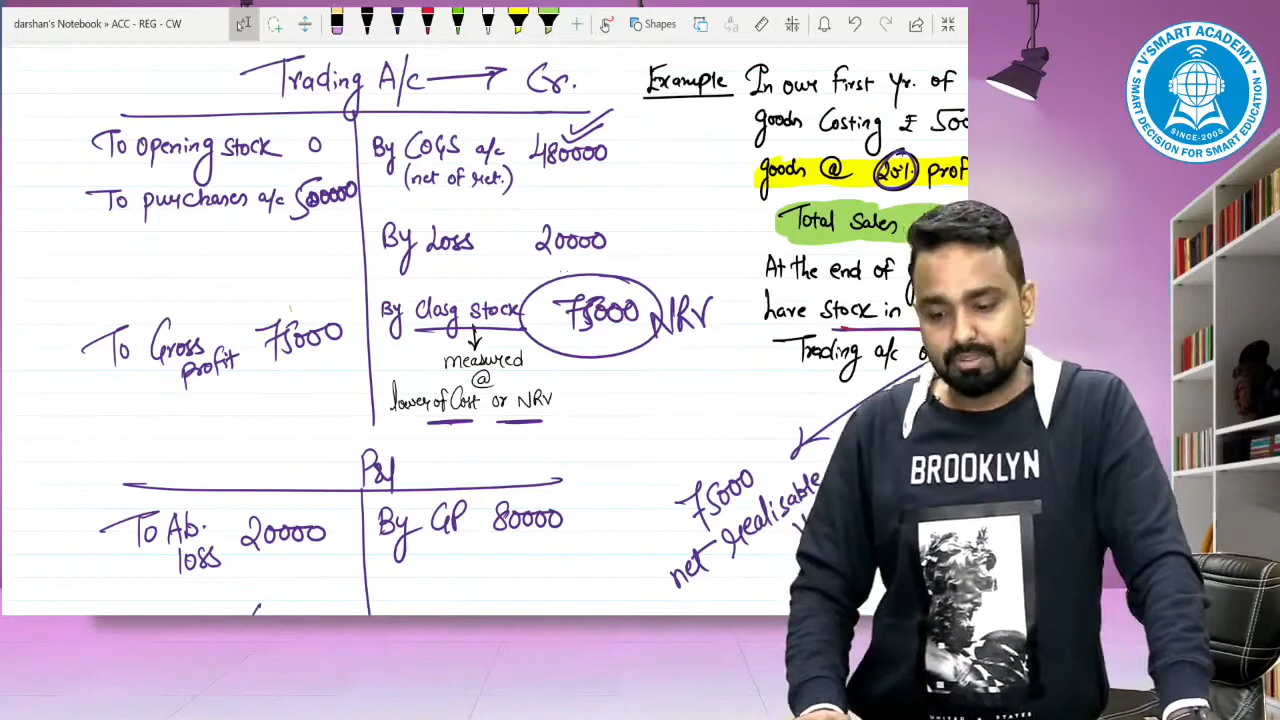 darshan's Notebook » ACC - REG - CW
Shapes
Trading A/c → Cr.
To opening stock 0
By COGS a/c 480000
(net of ret.)
To purchases a/c 500000
By Loss 20000
By Closg stock 75000 NRV
measured
@
lower of Cost or NRV
To Gross 75000
profit
P&l
To Ab. 20000
loss
By GP 80000
Example In our first yr. of
goods Costing ₹ 500
goods @ 20% prof
Total Sales
At the end of
have stock in
Trading a/c
75000
net realisable
BROOKLYN
UNITED STATES
V'SMART ACADEMY
SINCE-2005
SMART DECISION FOR SMART EDUCATION